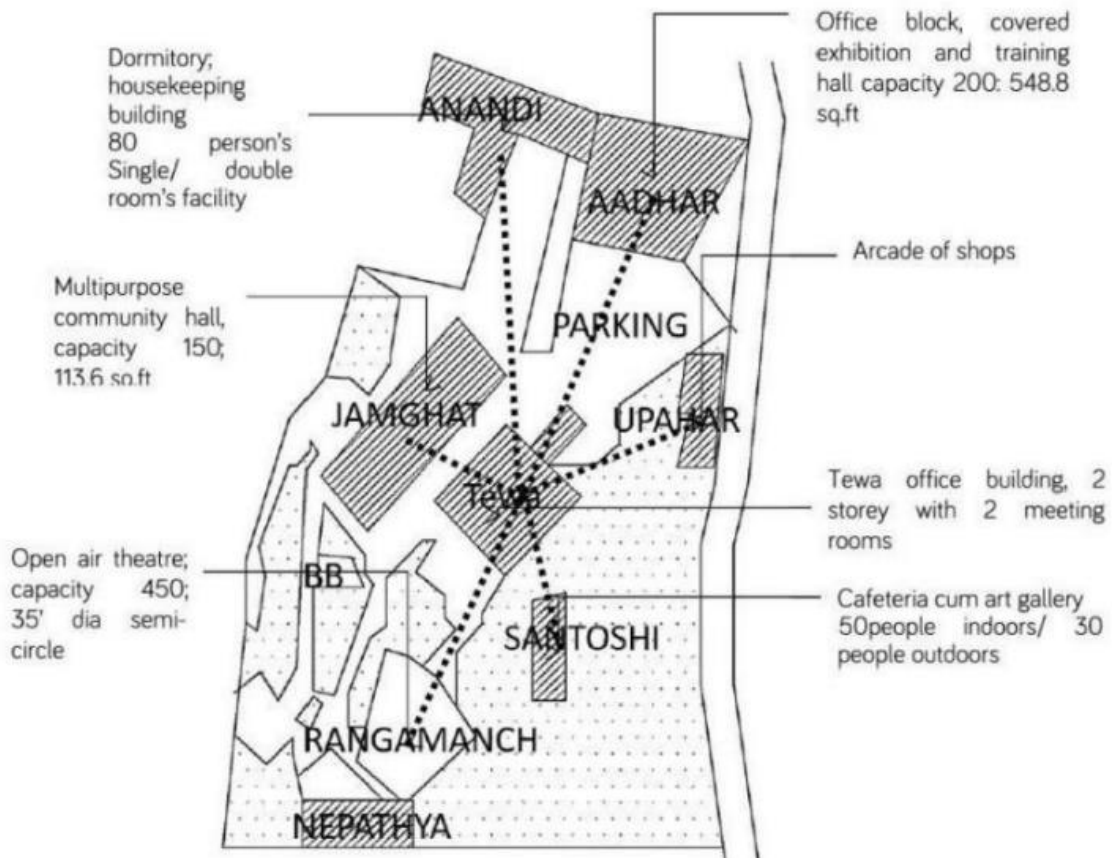 Office block, covered
exhibition and training
hall capacity 200: 548.8
sq.ft
Dormitory;
housekeeping
building
80 person's
Single/ double
room's facility
ANANDI
AADHAR
Arcade of shops
Multipurpose
community hall,
capacity 150;
113.6 sq.ft
PARKING
JAMGHAT
UPAHAR
Tewa
Tewa office building, 2
storey with 2 meeting
rooms
Open air theatre;
capacity 450;
35' dia semi-
circle
BB
Cafeteria cum art gallery
50people indoors/ 30
people outdoors
SANTOSHI
RANGAMANCH
NEPATHYA